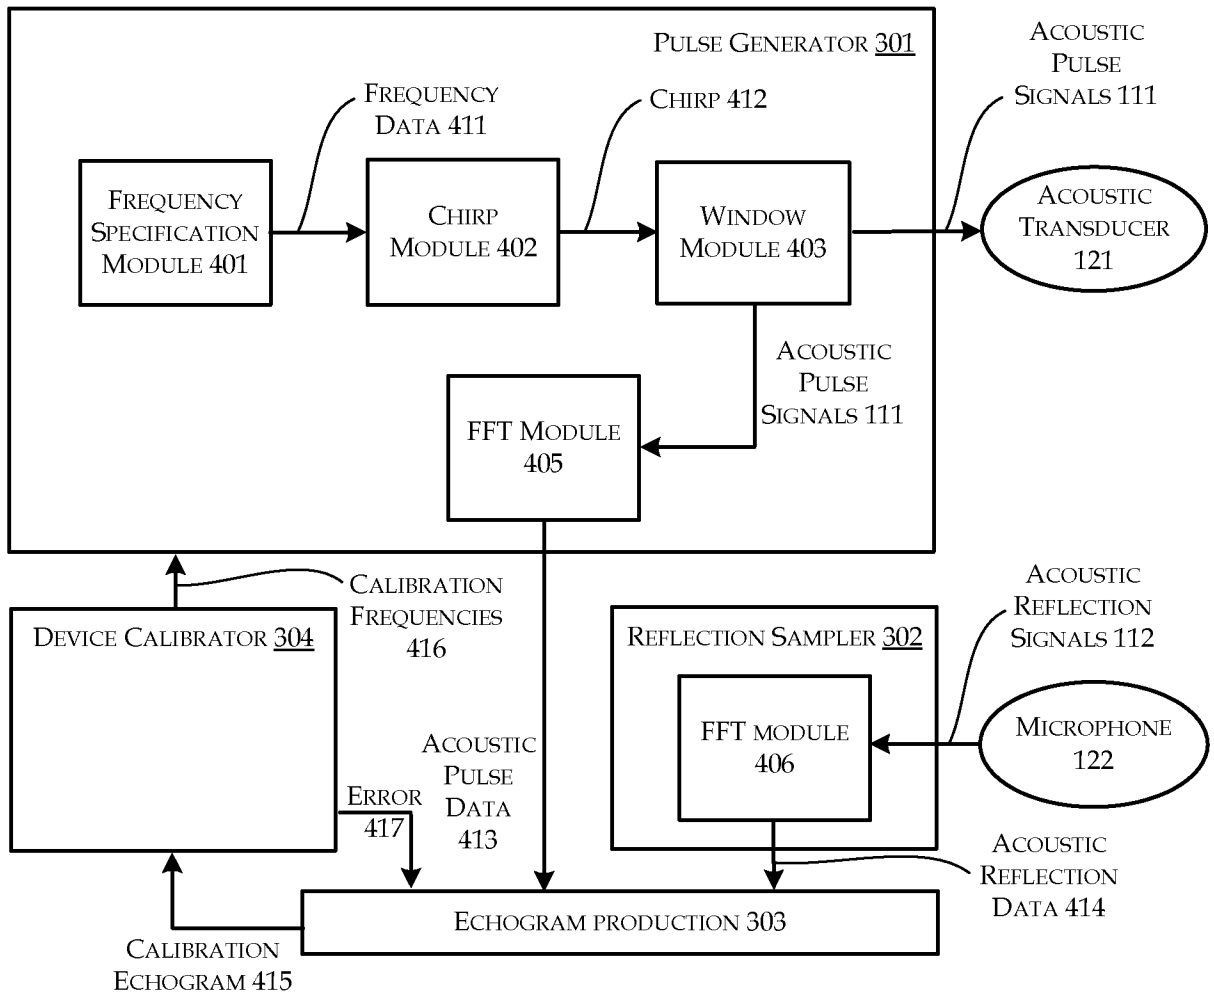 Pulse Generator 301
Acoustic
Pulse
Signals 111
Frequency
Data 411
Chirp 412
Frequency
Specification
Module 401
Chirp
Module 402
Window
Module 403
Acoustic
Transducer
121
Acoustic
Pulse
Signals 111
FFT Module
405
Calibration
Frequencies
416
Acoustic
Reflection
Signals 112
Device Calibrator 304
Reflection Sampler 302
FFT module
406
Microphone
122
Acoustic
Pulse
Data
413
Error
417
Acoustic
Reflection
Data 414
Echogram production 303
Calibration
Echogram 415